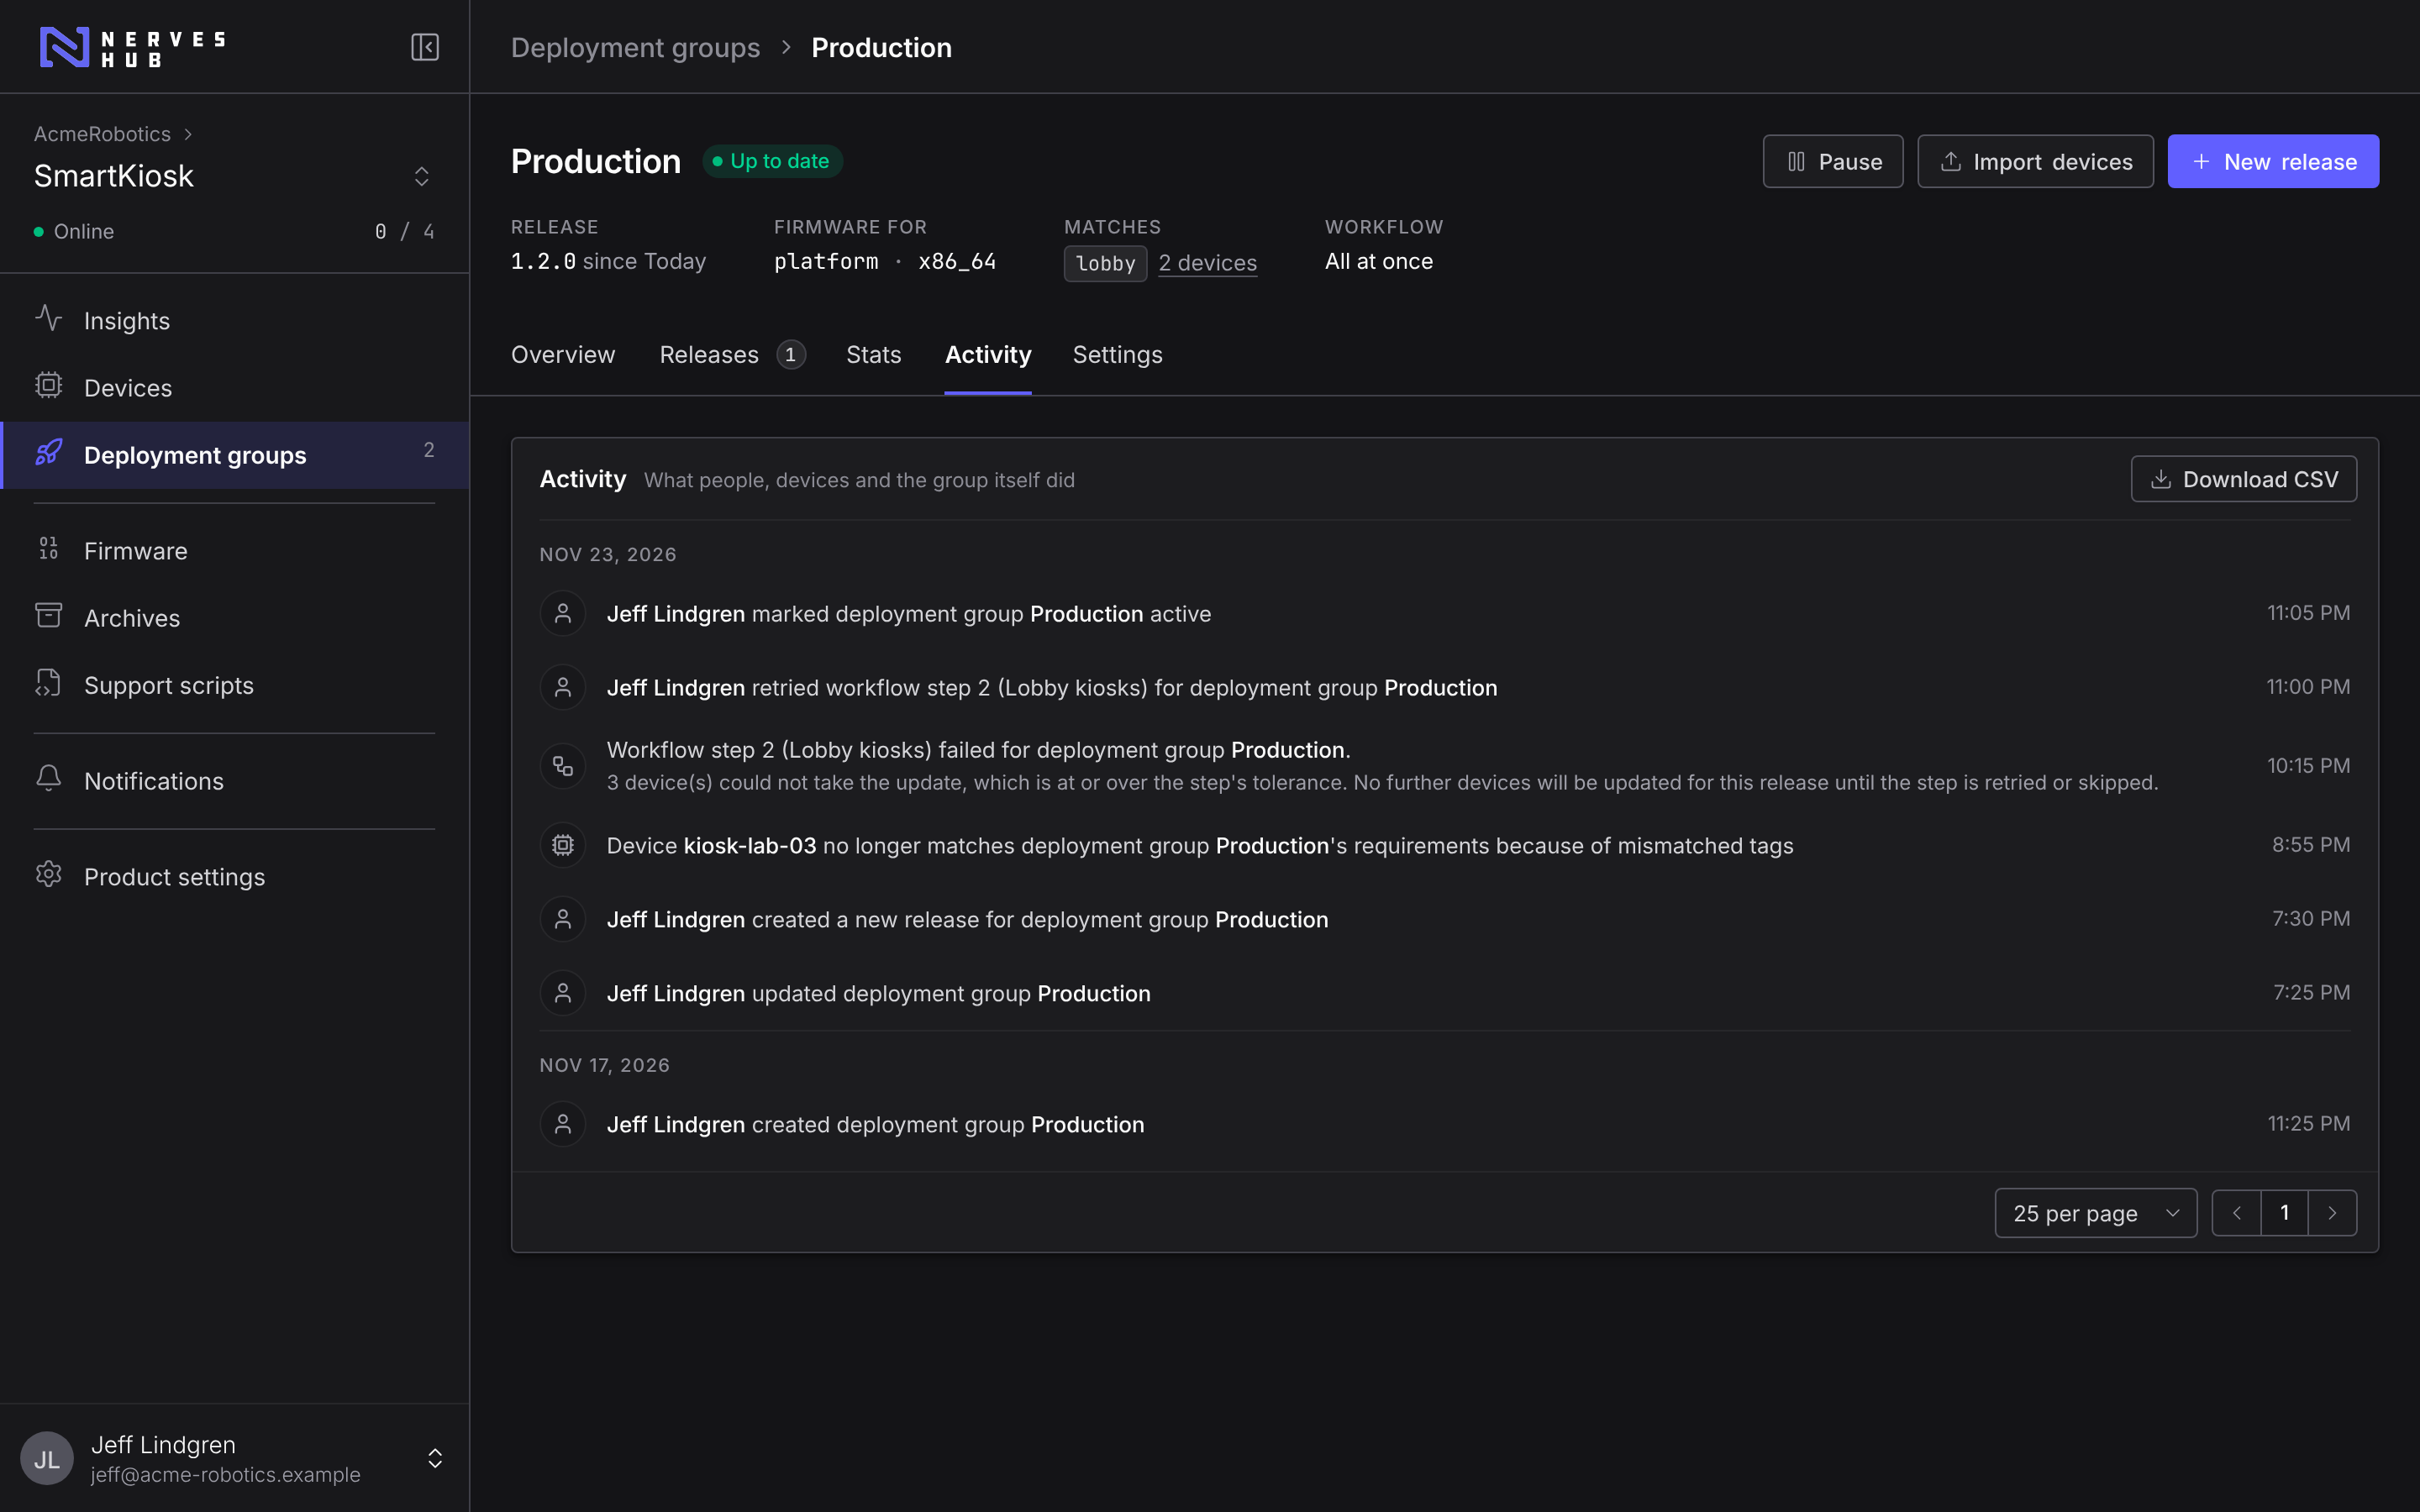 NERVES
HUB
AcmeRobotics
SmartKiosk
Online 0 / 4
Insights
Devices
Deployment groups 2
Firmware
Archives
Support scripts
Notifications
Product settings
JL
Jeff Lindgren
jeff@acme-robotics.example
Deployment groups > Production
Production Up to date
Pause Import devices + New release
RELEASE
1.2.0 since Today
FIRMWARE FOR
platform · x86_64
MATCHES
lobby 2 devices
WORKFLOW
All at once
Overview Releases 1 Stats Activity Settings
Activity What people, devices and the group itself did
Download CSV
NOV 23, 2026
Jeff Lindgren marked deployment group Production active 11:05 PM
Jeff Lindgren retried workflow step 2 (Lobby kiosks) for deployment group Production 11:00 PM
Workflow step 2 (Lobby kiosks) failed for deployment group Production.
3 device(s) could not take the update, which is at or over the step's tolerance. No further devices will be updated for this release until the step is retried or skipped. 10:15 PM
Device kiosk-lab-03 no longer matches deployment group Production's requirements because of mismatched tags 8:55 PM
Jeff Lindgren created a new release for deployment group Production 7:30 PM
Jeff Lindgren updated deployment group Production 7:25 PM
NOV 17, 2026
Jeff Lindgren created deployment group Production 11:25 PM
25 per page 1